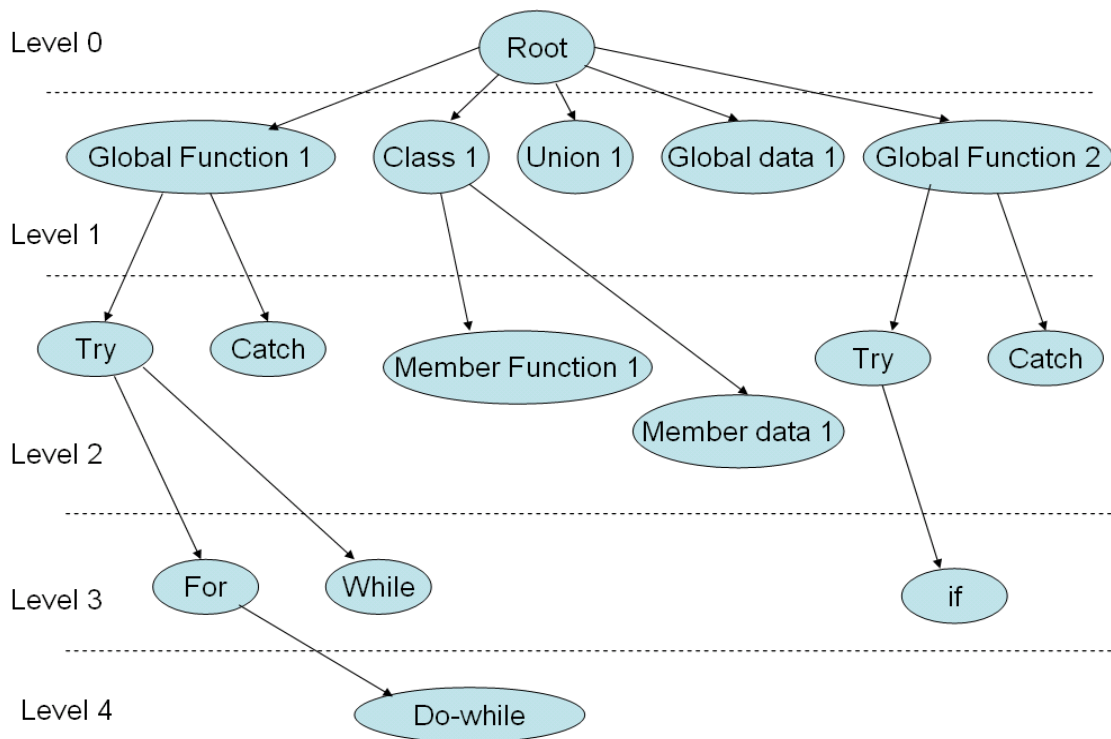 Level 0
Root
Global Function 1
Class 1
Union 1
Global data 1
Global Function 2
Level 1
Try
Catch
Member Function 1
Member data 1
Try
Catch
Level 2
For
While
if
Level 3
Do-while
Level 4